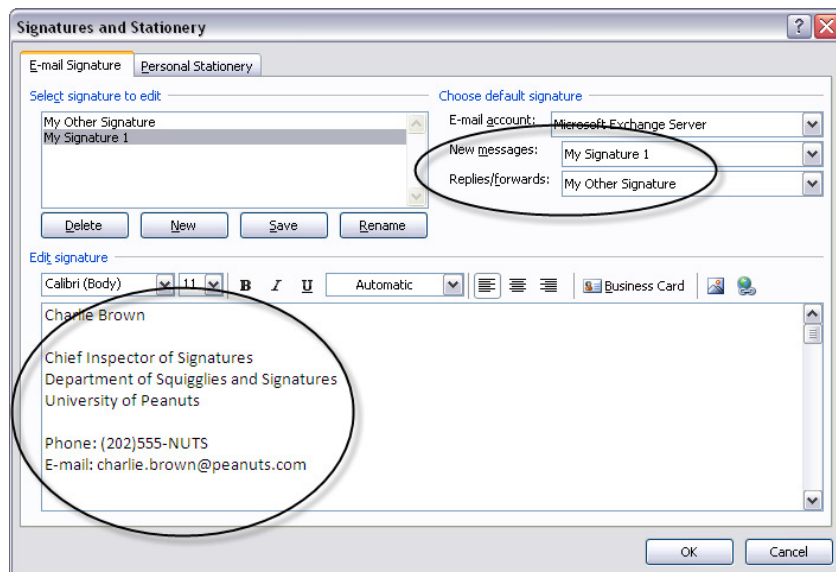 Signatures and Stationery
E-mail Signature
Personal Stationery
Select signature to edit
Choose default signature
My Other Signature
My Signature 1
E-mail account:
Microsoft Exchange Server
New messages:
My Signature 1
Replies/forwards:
My Other Signature
Delete
New
Save
Rename
Edit signature
Calibri (Body)
11
B
I
U
Automatic
Business Card
Charlie Brown
Chief Inspector of Signatures
Department of Squigglies and Signatures
University of Peanuts
Phone: (202)555-NUTS
E-mail: charlie.brown@peanuts.com
OK
Cancel